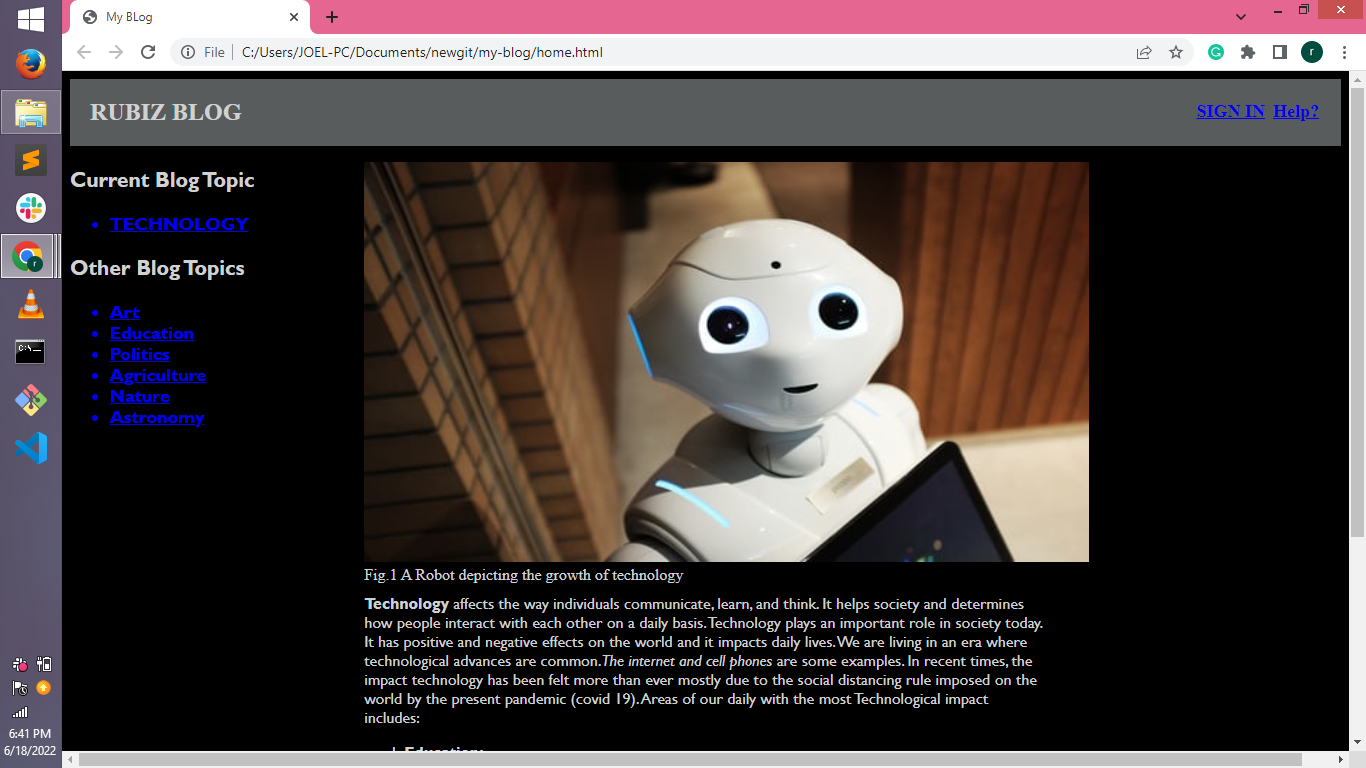 My BLog
File
C:/Users/JOEL-PC/Documents/newgit/my-blog/home.html
r
RUBIZ BLOG
SIGN IN Help?
Current Blog Topic
TECHNOLOGY
Other Blog Topics
Art
Education
Politics
Agriculture
Nature
Astronomy
Fig.1 A Robot depicting the growth of technology
Technology affects the way individuals communicate, learn, and think. It helps society and determines
how people interact with each other on a daily basis.Technology plays an important role in society today.
It has positive and negative effects on the world and it impacts daily lives.We are living in an era where
technological advances are common.The internet and cell phones are some examples. In recent times, the
impact technology has been felt more than ever mostly due to the social distancing rule imposed on the
world by the present pandemic (covid 19).Areas of our daily with the most Technological impact
includes:
Education:
6:41 PM
6/18/2022